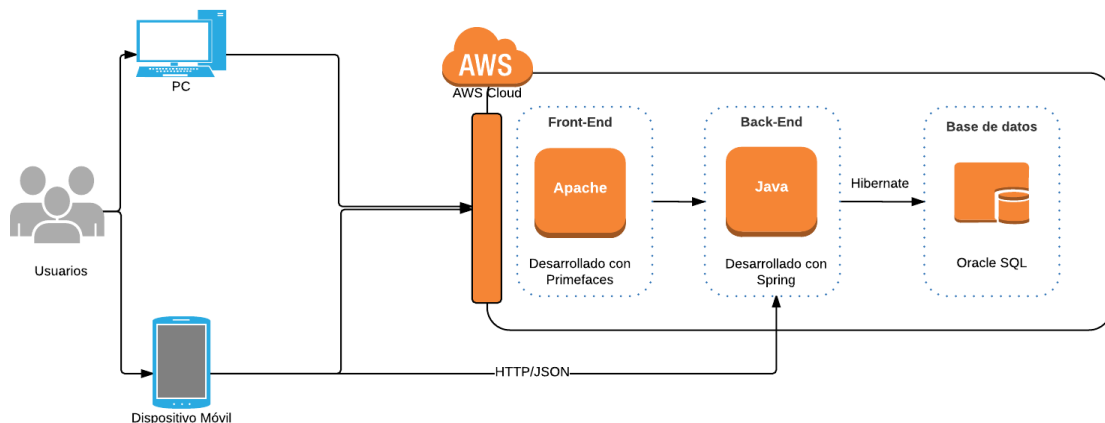 PC
AWS
AWS Cloud
Front-End
Back-End
Base de datos
Apache
Java
Hibernate
Usuarios
Desarrollado con
Primefaces
Desarrollado con
Spring
Oracle SQL
HTTP/JSON
Dispositivo Móvil